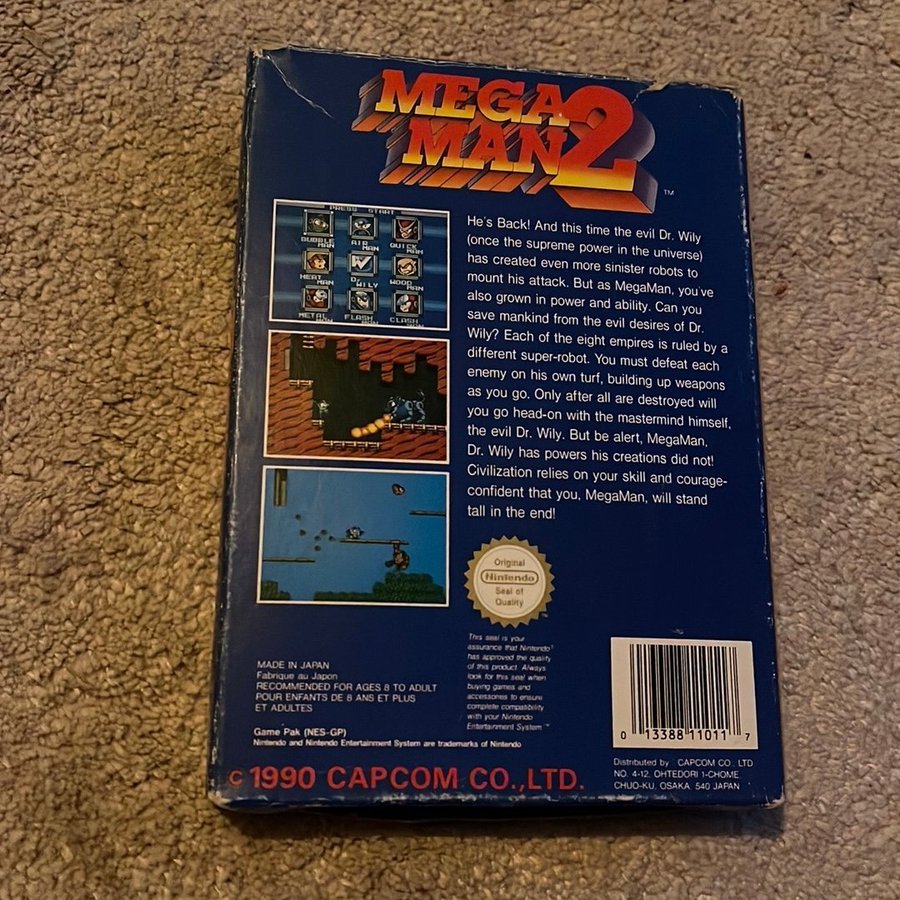 MEGA
MAN 2
TM
PRESS START
BUBBLE MAN
AIR MAN
QUICK MAN
HEAT MAN
DR. WILY
WOOD MAN
METAL MAN
FLASH MAN
CLASH
He's Back! And this time the evil Dr. Wily
(once the supreme power in the universe)
has created even more sinister robots to
mount his attack. But as MegaMan, you've
also grown in power and ability. Can you
save mankind from the evil desires of Dr.
Wily? Each of the eight empires is ruled by a
different super-robot. You must defeat each
enemy on his own turf, building up weapons
as you go. Only after all are destroyed will
you go head-on with the mastermind himself,
the evil Dr. Wily. But be alert, MegaMan,
Dr. Wily has powers his creations did not!
Civilization relies on your skill and courage-
confident that you, MegaMan, will stand
tall in the end!
Original
Nintendo
Seal of
Quality
This seal is your
assurance that Nintendo
has approved the quality
of this product. Always
look for this seal when
buying games and
accessories to ensure
complete compatibility
with your Nintendo
Entertainment System.™
MADE IN JAPAN
Fabrique au Japon
RECOMMENDED FOR AGES 8 TO ADULT
POUR ENFANTS DE 8 ANS ET PLUS
ET ADULTES
Game Pak (NES-GP)
Nintendo and Nintendo Entertainment System are trademarks of Nintendo
© 1990 CAPCOM CO.,LTD.
0 13388 11011 7
Distributed by CAPCOM CO. LTD
NO. 4-12, OHTEDORI 1-CHOME
CHUO-KU, OSAKA, 540 JAPAN